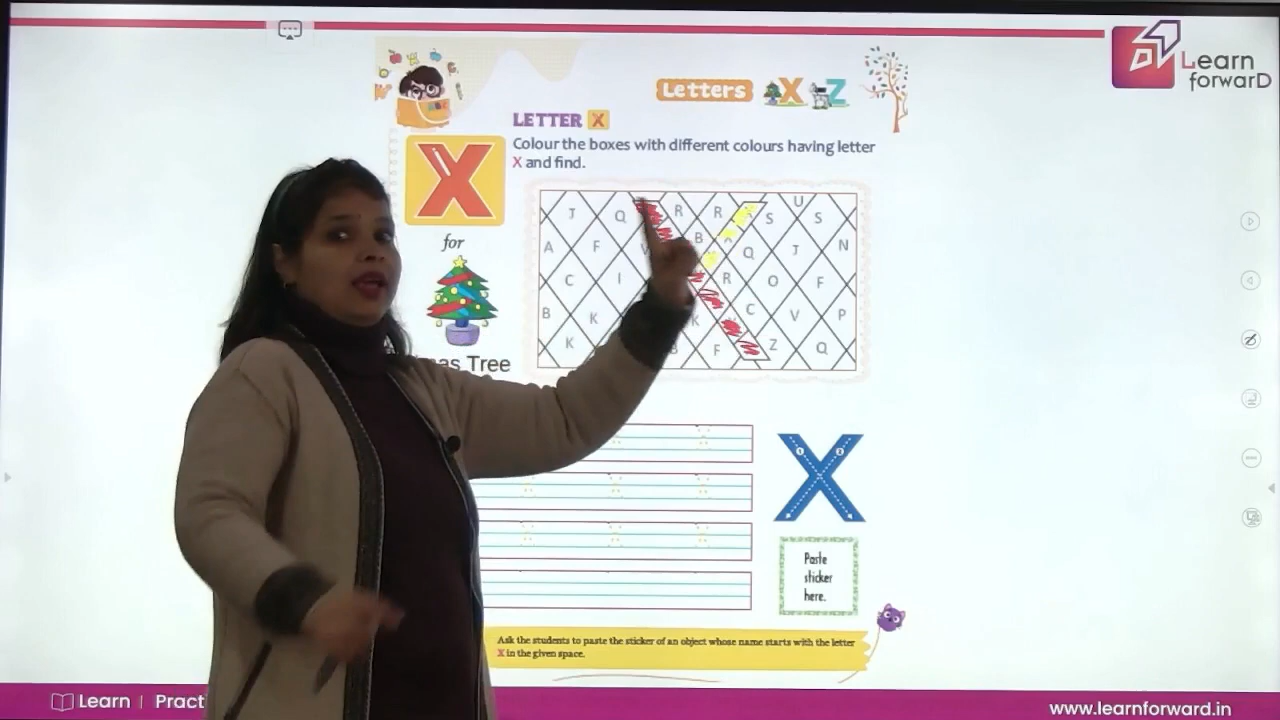 Learn
forwarD
Letters X Z
LETTER X
Colour the boxes with different colours having letter
X and find.
X
for
J Q R R S U S
A F B Q J N
C I R O F
B K K C V P
K B F Z Q
as Tree
X X
X X X
X X X
X
Paste
sticker
here.
Ask the students to paste the sticker of an object whose name starts with the letter
X in the given space.
Learn | Pract
www.learnforward.in